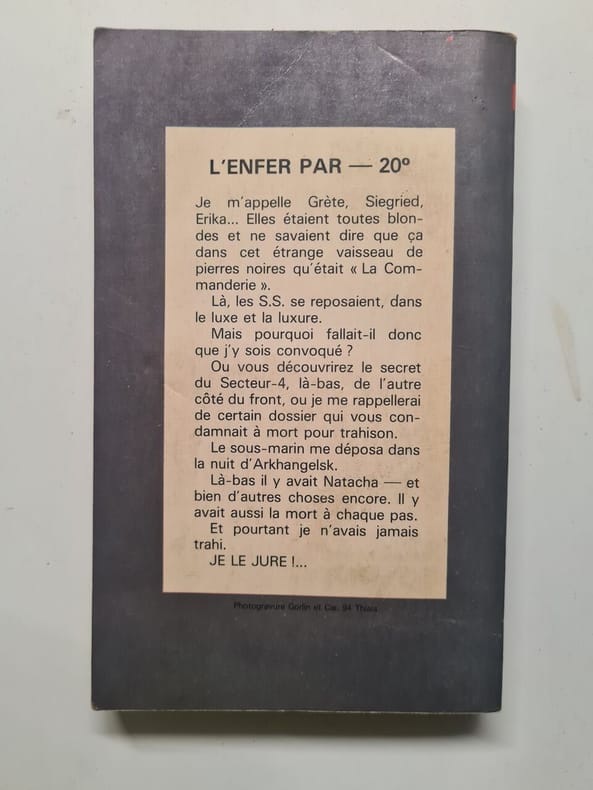 L'ENFER PAR — 20º
Je m'appelle Grète, Siegried,
Erika... Elles étaient toutes blon-
des et ne savaient dire que ça
dans cet étrange vaisseau de
pierres noires qu'était « La Com-
manderie ».
Là, les S.S. se reposaient, dans
le luxe et la luxure.
Mais pourquoi fallait-il donc
que j'y sois convoqué ?
Ou vous découvrirez le secret
du Secteur-4, là-bas, de l'autre
côté du front, ou je me rappellerai
de certain dossier qui vous con-
damnait à mort pour trahison.
Le sous-marin me déposa dans
la nuit d'Arkhangelsk.
Là-bas il y avait Natacha — et
bien d'autres choses encore. Il y
avait aussi la mort à chaque pas.
Et pourtant je n'avais jamais
trahi.
JE LE JURE !...
Photogravure Gorlin et Cie. 94 Thiais